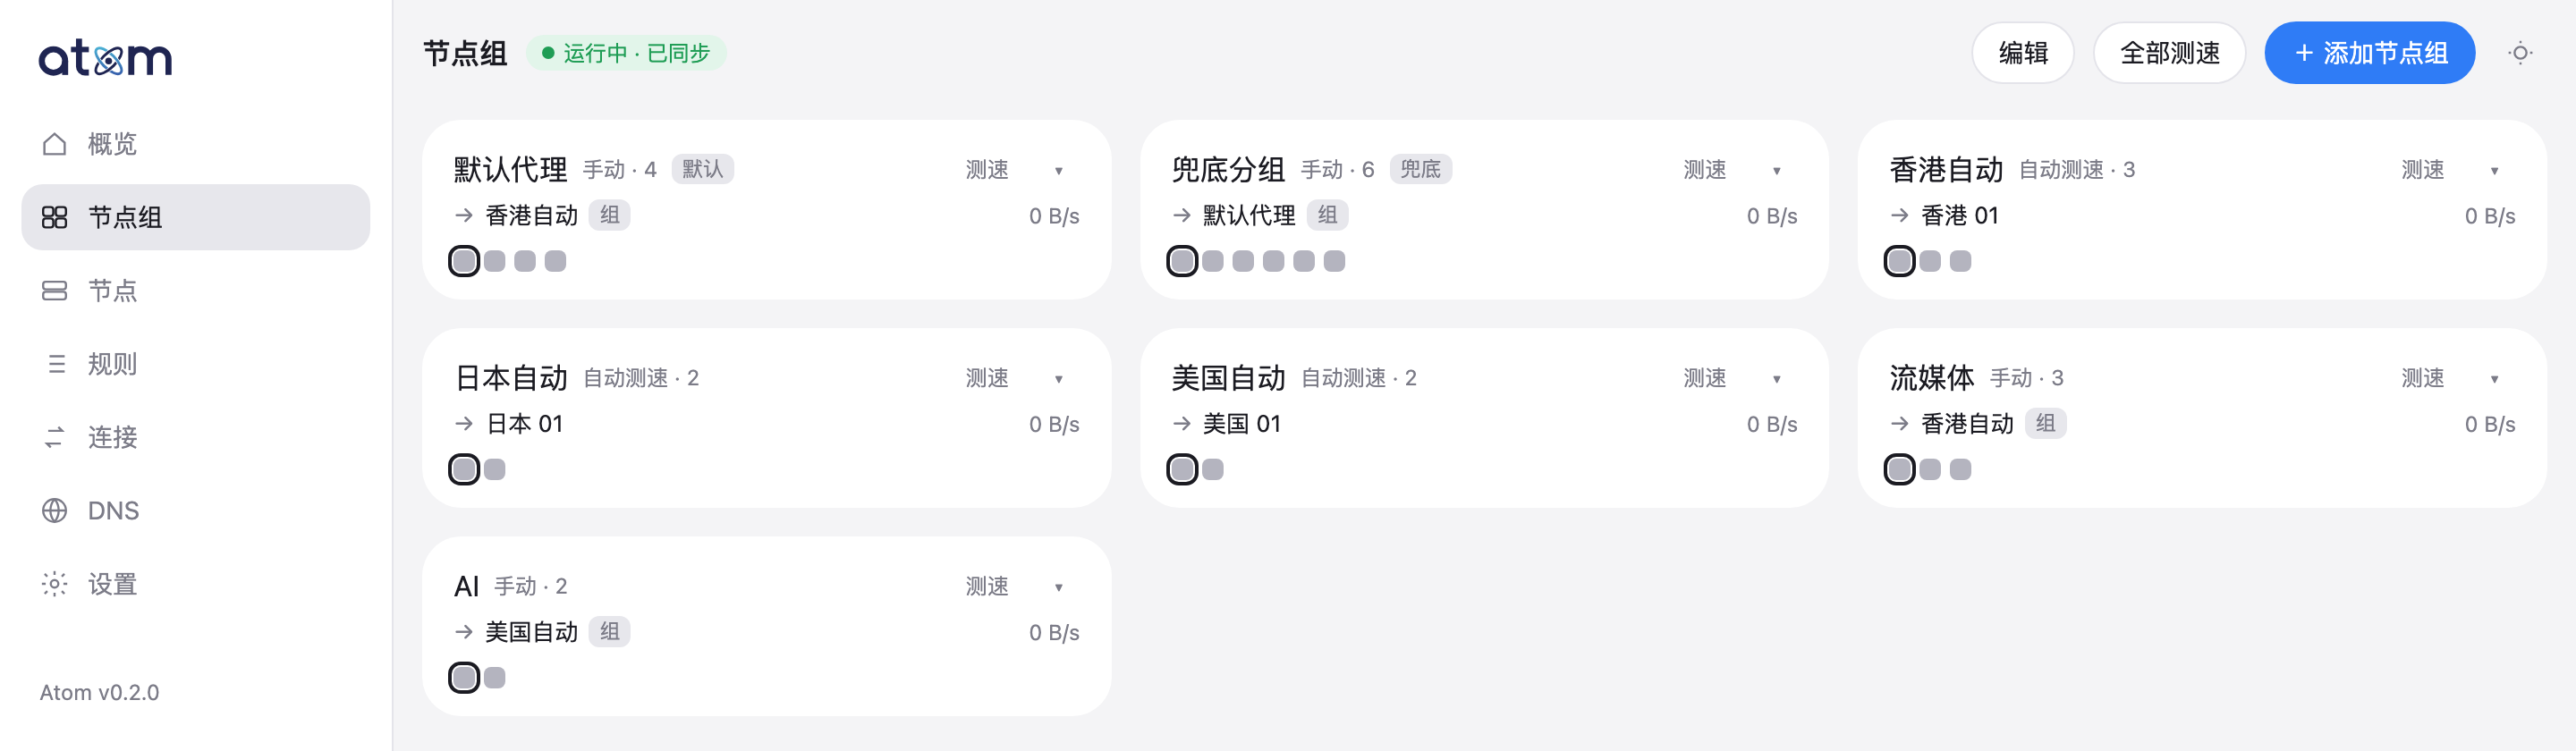 atom
概览
节点组
节点
规则
连接
DNS
设置
Atom v0.2.0
节点组 运行中 · 已同步 编辑 全部测速 + 添加节点组
默认代理 手动 · 4 默认 测速
→ 香港自动 组 0 B/s
兜底分组 手动 · 6 兜底 测速
→ 默认代理 组 0 B/s
香港自动 自动测速 · 3 测速
→ 香港 01 0 B/s
日本自动 自动测速 · 2 测速
→ 日本 01 0 B/s
美国自动 自动测速 · 2 测速
→ 美国 01 0 B/s
流媒体 手动 · 3 测速
→ 香港自动 组 0 B/s
AI 手动 · 2 测速
→ 美国自动 组 0 B/s